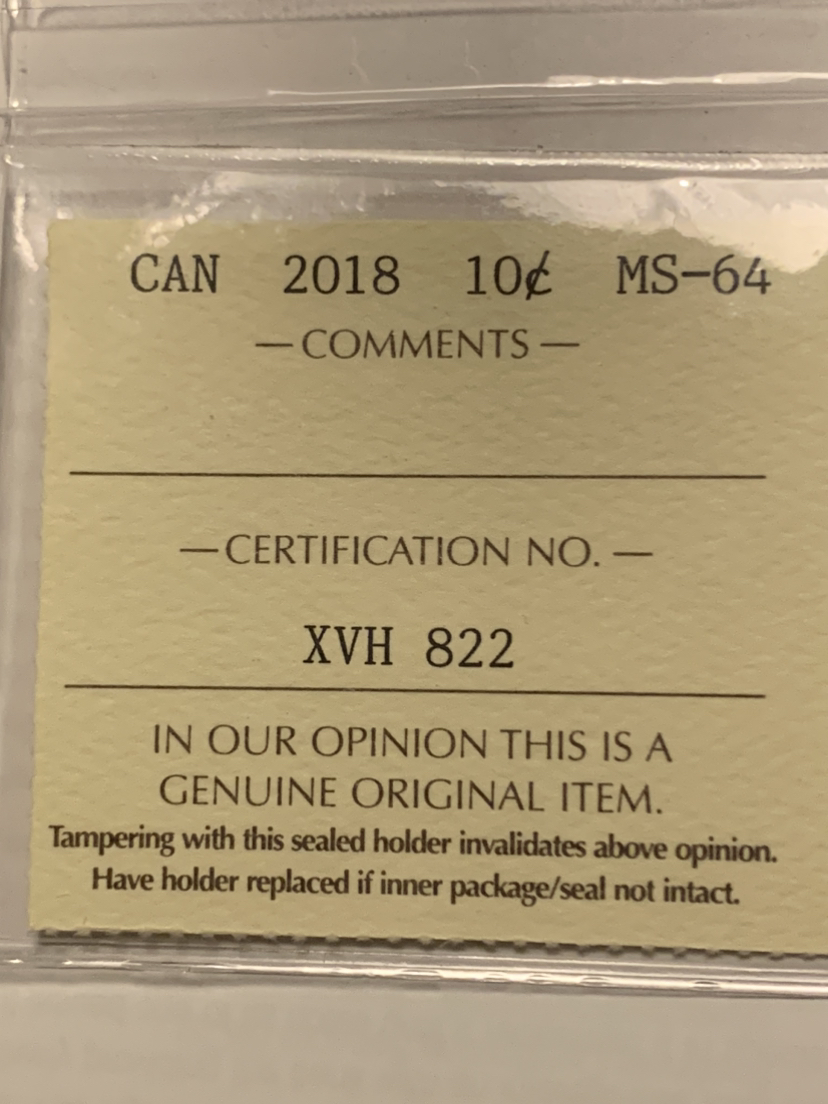 CAN 2018 10¢ MS-64
— COMMENTS —
— CERTIFICATION NO. —
XVH 822
IN OUR OPINION THIS IS A
GENUINE ORIGINAL ITEM.
Tampering with this sealed holder invalidates above opinion.
Have holder replaced if inner package/seal not intact.